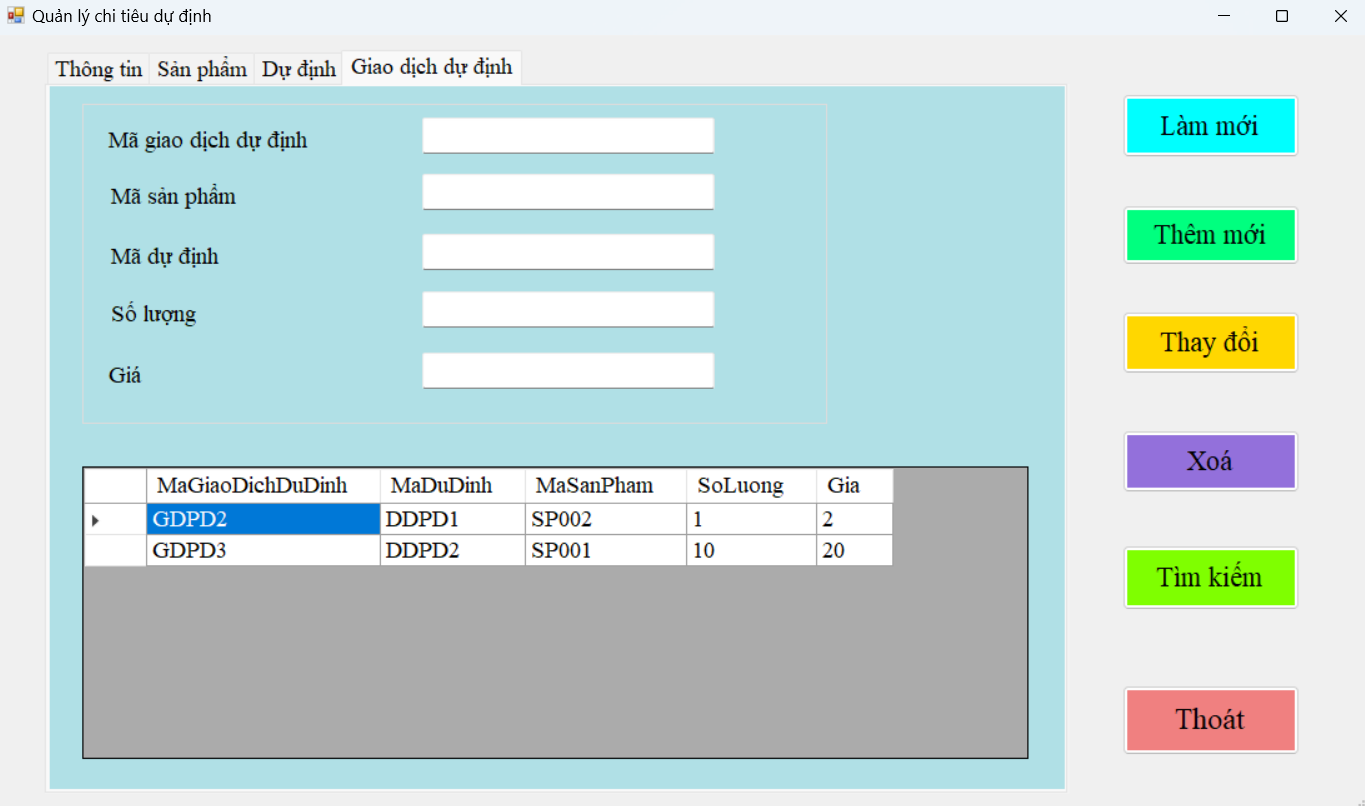 Quản lý chi tiêu dự định
Thông tin Sản phẩm Dự định Giao dịch dự định
Mã giao dịch dự định
Mã sản phẩm
Mã dự định
Số lượng
Giá
MaGiaoDichDuDinh MaDuDinh MaSanPham SoLuong Gia
GDPD2 DDPD1 SP002 1 2
GDPD3 DDPD2 SP001 10 20
Làm mới
Thêm mới
Thay đổi
Xoá
Tìm kiếm
Thoát